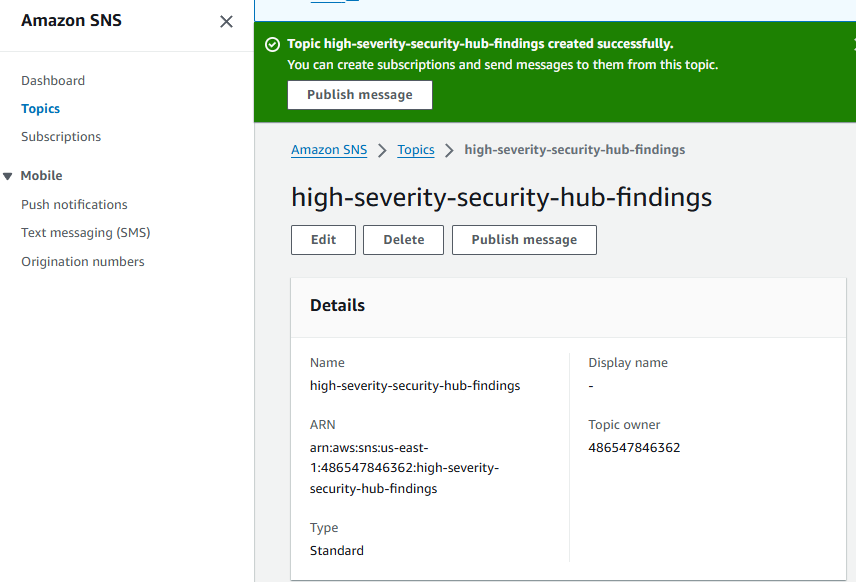 Amazon SNS
Dashboard
Topics
Subscriptions
Mobile
Push notifications
Text messaging (SMS)
Origination numbers
Topic high-severity-security-hub-findings created successfully.
You can create subscriptions and send messages to them from this topic.
Publish message
Amazon SNS > Topics > high-severity-security-hub-findings
high-severity-security-hub-findings
Edit
Delete
Publish message
Details
Name
high-severity-security-hub-findings
ARN
arn:aws:sns:us-east-
1:486547846362:high-severity-
security-hub-findings
Type
Standard
Display name
-
Topic owner
486547846362